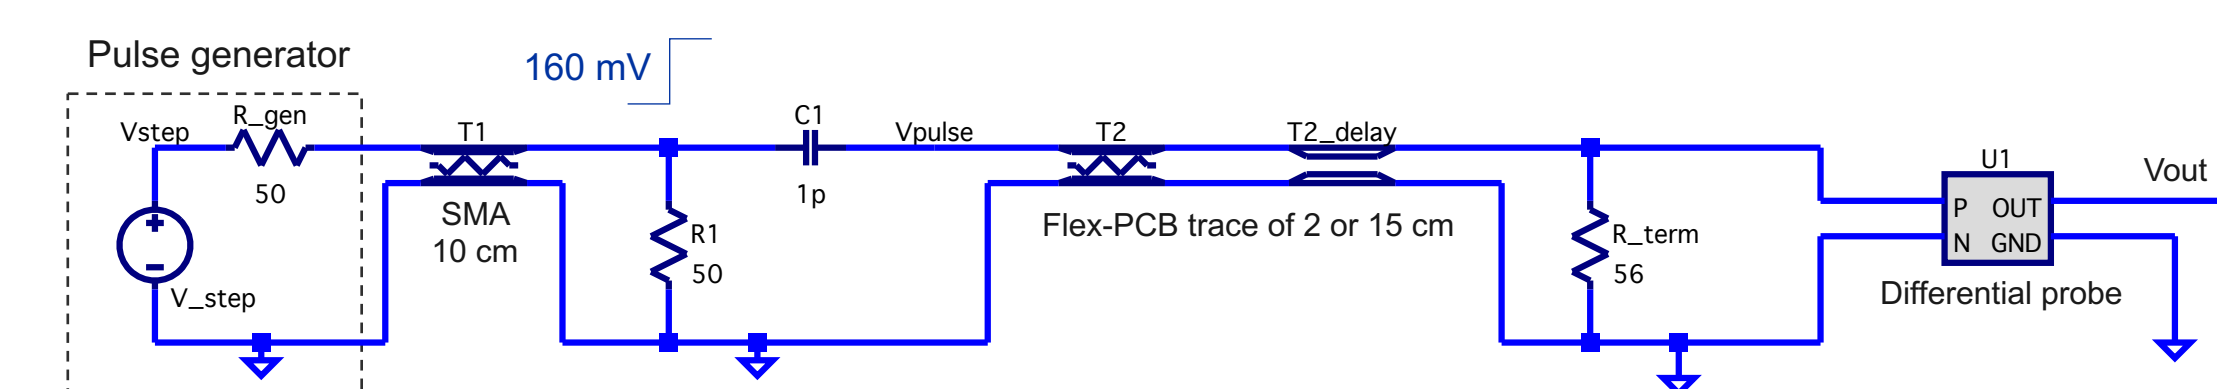 Pulse generator
160 mV
Vstep
R_gen
50
V_step
T1
SMA
10 cm
R1
50
C1
1p
Vpulse
T2
T2_delay
Flex-PCB trace of 2 or 15 cm
R_term
56
U1
P OUT
N GND
Differential probe
Vout